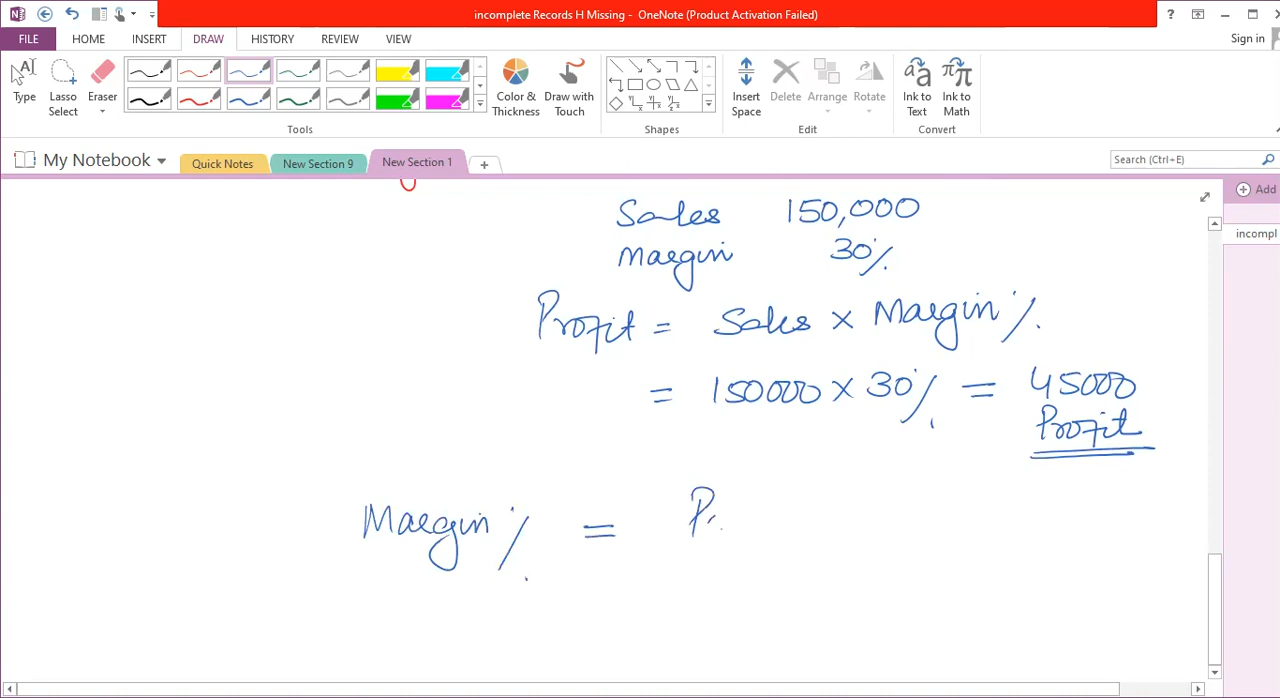 incomplete Records H Missing - OneNote (Product Activation Failed)
?
FILE HOME INSERT DRAW HISTORY REVIEW VIEW
Sign in
Type
Lasso Select
Eraser
Color & Thickness
Draw with Touch
Insert Space
Delete
Arrange
Rotate
Ink to Text
Ink to Math
Tools
Shapes
Edit
Convert
My Notebook
Quick Notes
New Section 9
New Section 1
Search (Ctrl+E)
Add
incompl
Sales 150,000
Margin 30%
Profit = Sales × Margin %
= 150000 × 30% = 45000
Profit
Margin % = Pr